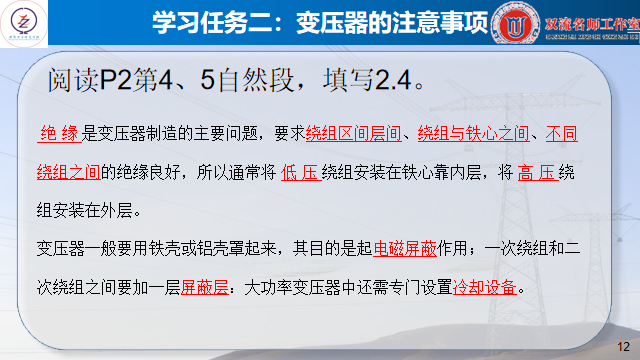 学习任务二：变压器的注意事项
双流名师工作室
阅读P2第4、5自然段，填写2.4。
绝 缘是变压器制造的主要问题，要求绕组区间层间、绕组与铁心之间、不同
绕组之间的绝缘良好，所以通常将 低 压 绕组安装在铁心靠内层，将 高 压 绕
组安装在外层。
变压器一般要用铁壳或铝壳罩起来，其目的是起电磁屏蔽作用；一次绕组和二
次绕组之间要加一层屏蔽层：大功率变压器中还需专门设置冷却设备。
12